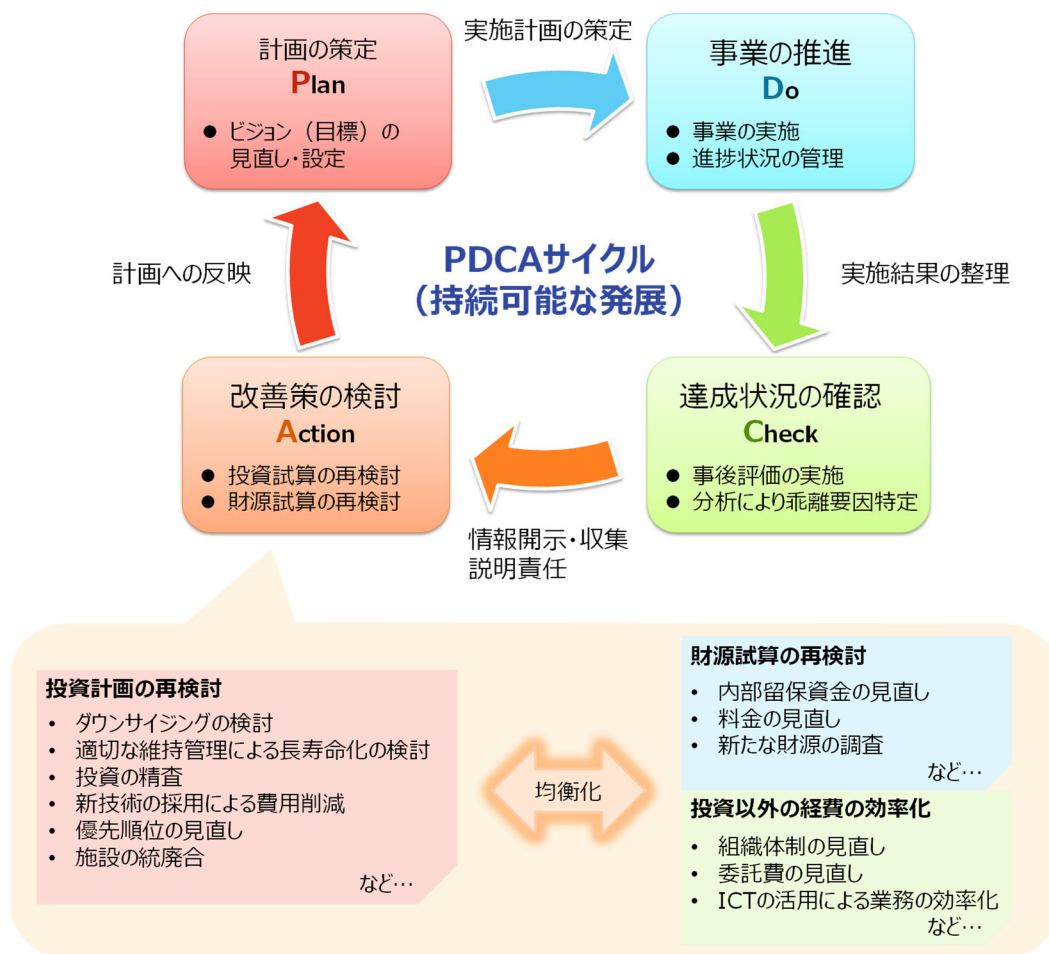 計画の策定
Plan
● ビジョン（目標）の
見直し・設定
実施計画の策定
事業の推進
Do
● 事業の実施
● 進捗状況の管理
計画への反映
PDCAサイクル
（持続可能な発展）
実施結果の整理
改善策の検討
Action
● 投資試算の再検討
● 財源試算の再検討
達成状況の確認
Check
● 事後評価の実施
● 分析により乖離要因特定
情報開示・収集
説明責任
投資計画の再検討
• ダウンサイジングの検討
• 適切な維持管理による長寿命化の検討
• 投資の精査
• 新技術の採用による費用削減
• 優先順位の見直し
• 施設の統廃合
など…
均衡化
財源試算の再検討
• 内部留保資金の見直し
• 料金の見直し
• 新たな財源の調査
など…
投資以外の経費の効率化
• 組織体制の見直し
• 委託費の見直し
• ICTの活用による業務の効率化
など…